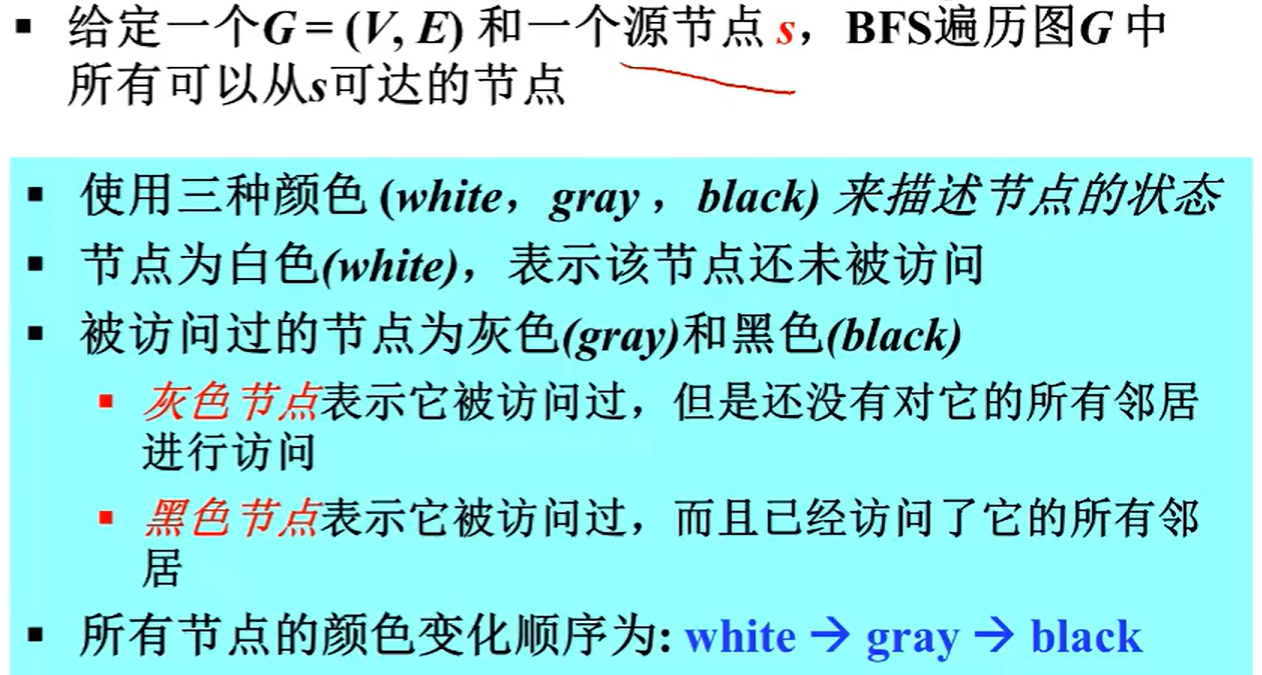 ▪ 给定一个G = (V, E) 和一个源节点 s，BFS遍历图G 中
所有可以从s可达的节点
▪ 使用三种颜色 (white，gray，black) 来描述节点的状态
▪ 节点为白色(white)，表示该节点还未被访问
▪ 被访问过的节点为灰色(gray)和黑色(black)
▪ 灰色节点表示它被访问过，但是还没有对它的所有邻居
进行访问
▪ 黑色节点表示它被访问过，而且已经访问了它的所有邻
居
▪ 所有节点的颜色变化顺序为: white → gray → black